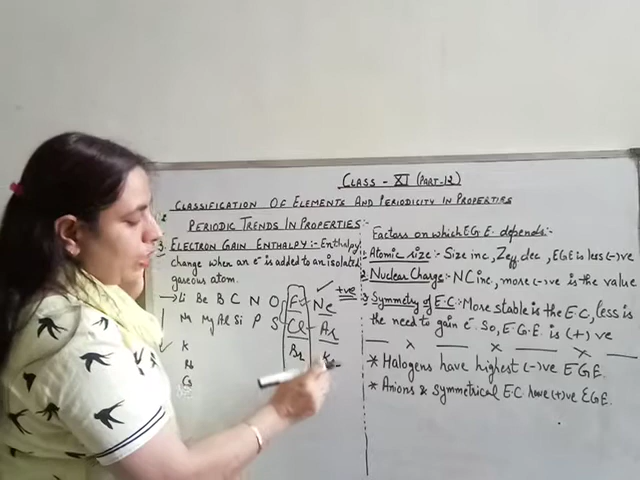 CLASS - XI (PART-12)
CLASSIFICATION OF ELEMENTS AND PERIODICITY IN PROPERTIES
PERIODIC TRENDS IN PROPERTIES:-
3. ELECTRON GAIN ENTHALPY:- Enthalpy
change when an e⁻ is added to an isolated
gaseous atom.
→ Li Be B C N O F Ne +ve
Mg Al Si P S Cl Ar
K Br Kr
Rb
Cs
Factors on which E G E. depends:-
1. Atomic size:- Size inc, Zeff dec, EGE is less (-)ve
2. Nuclear Charge:- NC inc, more (-)ve is the value
3. Symmetry of E.C:- More stable is the E.C, less is
the need to gain e⁻. So, E.G.E. is (+)ve
— x — x — x —
* Halogens have highest (-)ve E G E.
* Anions & symmetrical E.C have (+)ve E G E.